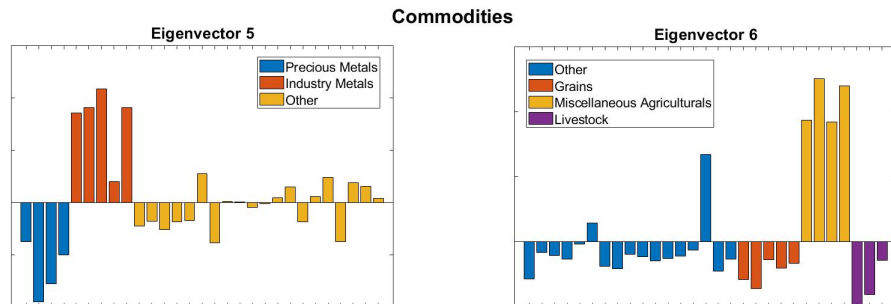 Commodities
Eigenvector 5
Precious Metals
Industry Metals
Other
Eigenvector 6
Other
Grains
Miscellaneous Agriculturals
Livestock